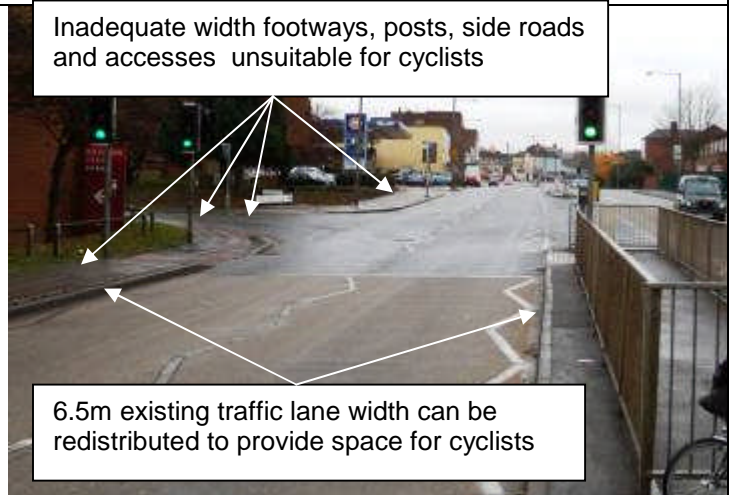 Inadequate width footways, posts, side roads
and accesses unsuitable for cyclists
6.5m existing traffic lane width can be
redistributed to provide space for cyclists